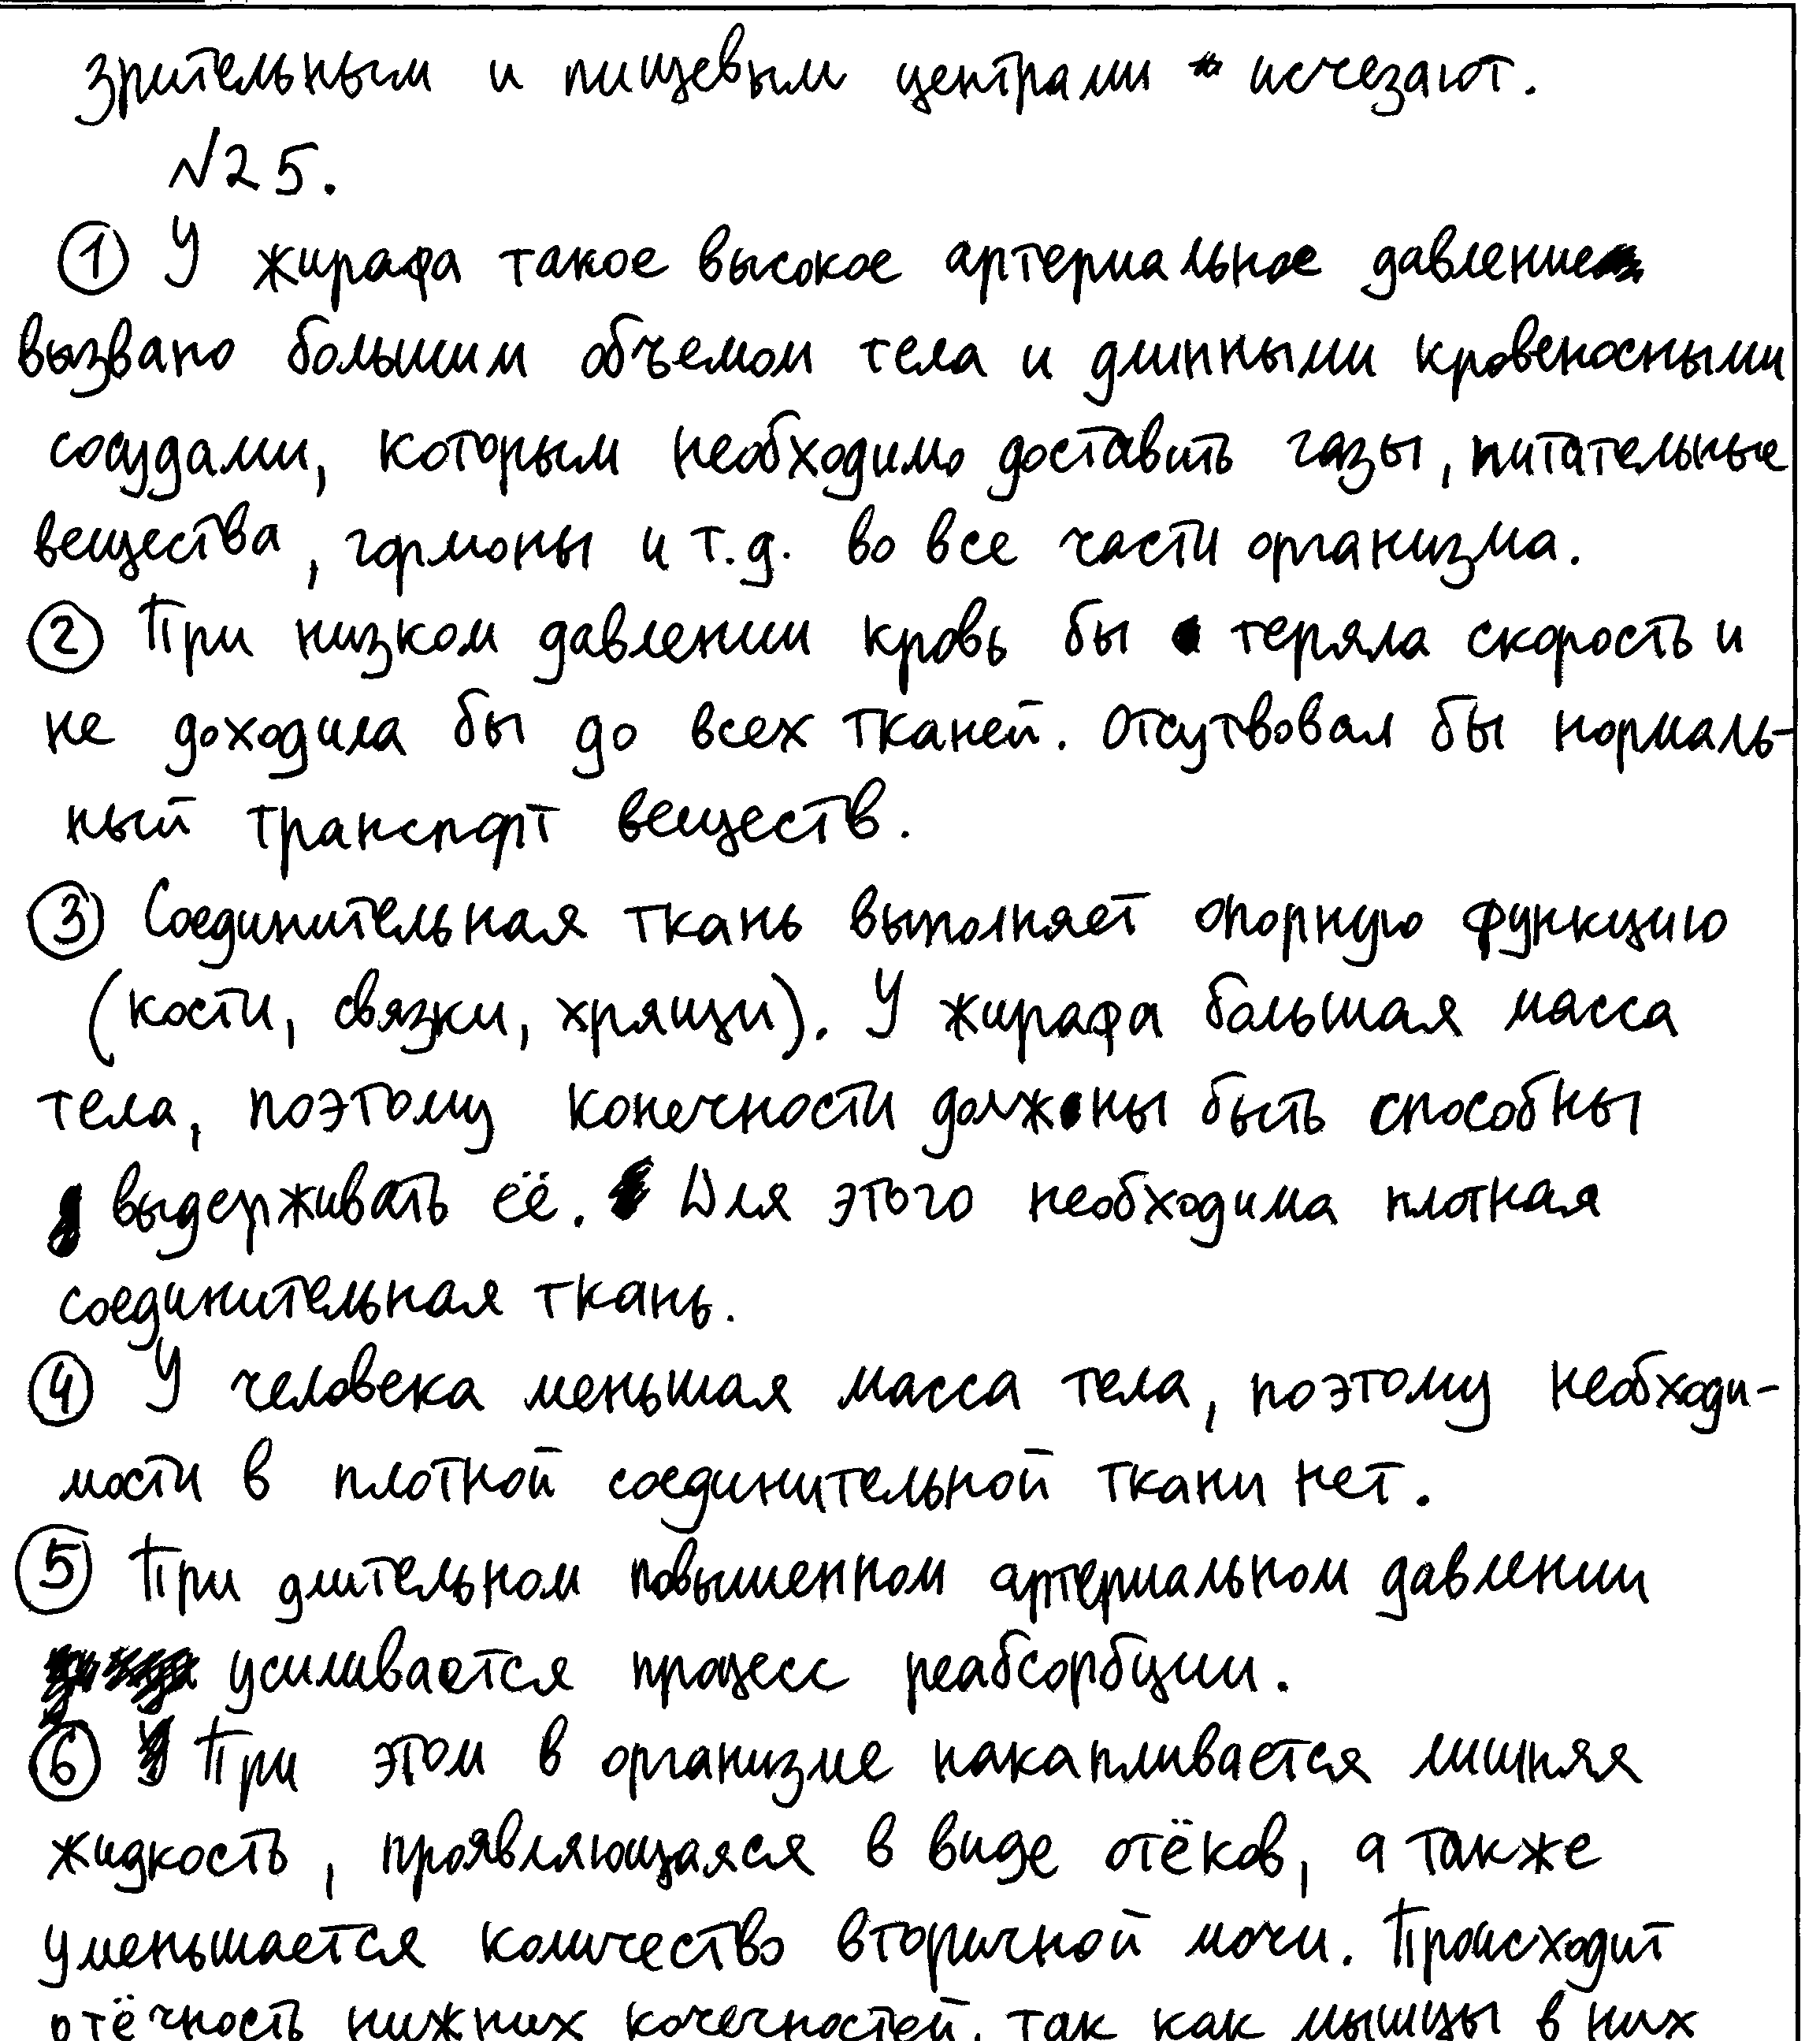 зрительным и пищевым центрами исчезают.
№25.
① У жирафа такое высокое артериальное давление
вызвано большим объемом тела и длинными кровеносными
сосудами, которым необходимо доставить газы, питательные
вещества, гормоны и т.д. во все части организма.
② При низком давлении кровь бы теряла скорость и
не доходила бы до всех тканей. Отсутвовал бы нормаль-
ный транспорт веществ.
③ Соединительная ткань выполняет опорную функцию
(кости, связки, хрящи). У жирафа большая масса
тела, поэтому конечности должны быть способны
выдерживать её. Для этого необходима плотная
соединительная ткань.
④ У человека меньшая масса тела, поэтому необходи-
мости в плотной соединительной ткани нет.
⑤ При длительном повышенном артериальном давлении
усиливается процесс реабсорбции.
⑥ При этом в организме накапливается лишняя
жидкость, проявляющаяся в виде отёков, а также
уменьшается количество вторичной мочи. Происходит
отёчность нижних конечностей, так как мышцы в них